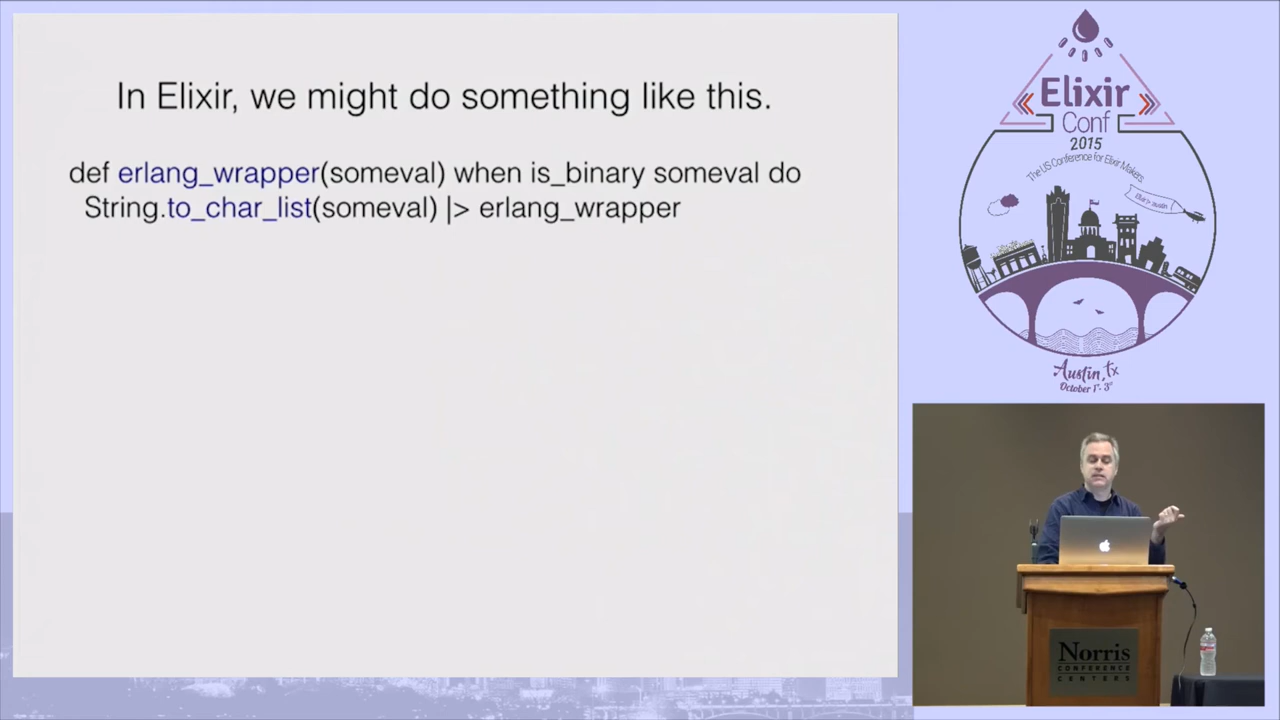 In Elixir, we might do something like this.
def erlang_wrapper(someval) when is_binary someval do
String.to_char_list(someval) |> erlang_wrapper
Elixir
Conf
2015
The US Conference for Elixir Makers
Austin, Tx
October 1st - 3rd
Norris
CONFERENCE
CENTERS